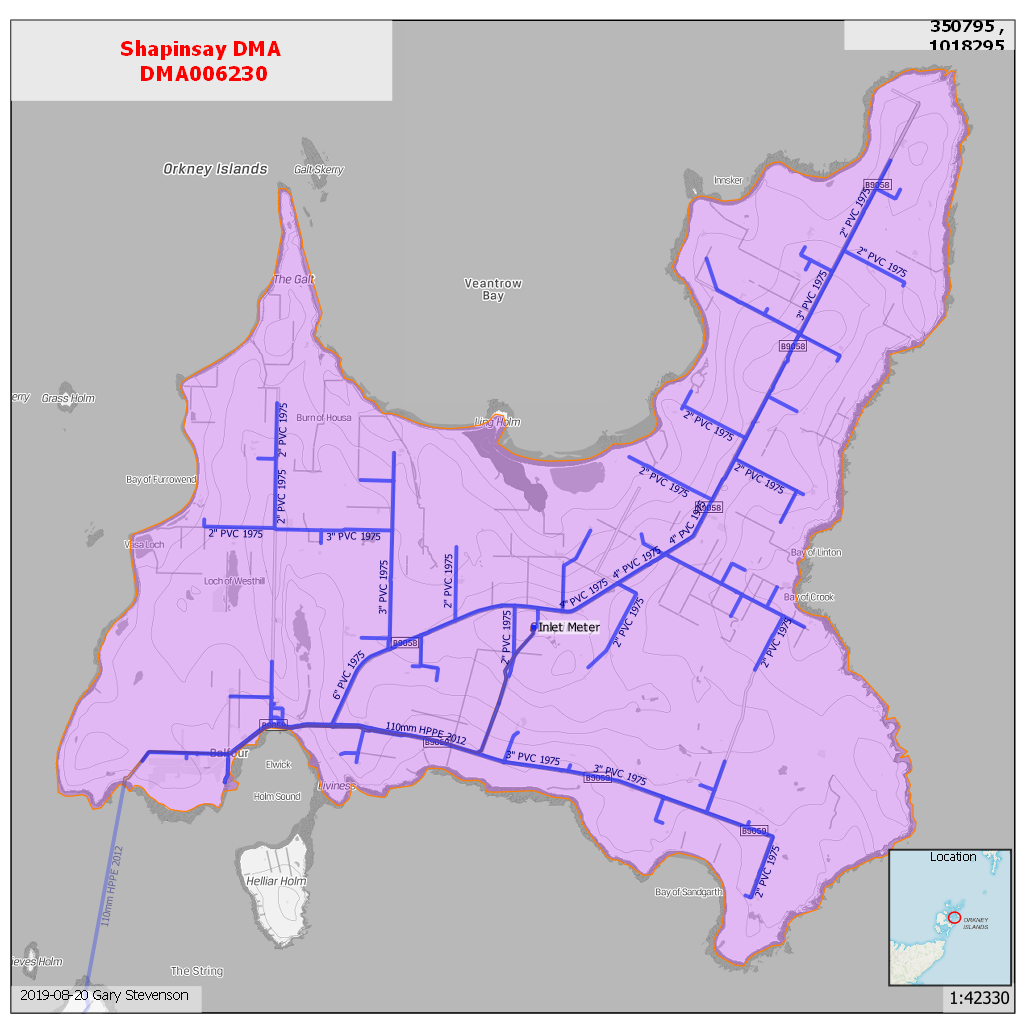 Shapinsay DMA
DMA006230
350795 ,
1018295
Orkney Islands
Galt Skerry
Innsker
B9058
2" PVC 1975
2" PVC 1975
The Galt
Veantrow
Bay
3" PVC 1975
B9058
erry
Grass Holm
Burn of Housa
2" PVC 1975
Ling Holm
2" PVC 1975
Bay of Furrowend
2" PVC 1975
2" PVC 1975
2" PVC 1975
B9058
2" PVC 1975
3" PVC 1975
4" PVC 1975
Vasa Loch
Bay of Linton
Loch of Westhill
3" PVC 1975
2" PVC 1975
4" PVC 1975
4" PVC 1975
Bay of Crook
Inlet Meter
2" PVC 1975
2" PVC 1975
2" PVC 1975
B9058
6" PVC 1975
B9059
110mm HPPE 2012
B9059
Balfour
Elwick
3" PVC 1975
3" PVC 1975
B9059
Liviness
Holm Sound
B9059
110mm HPPE 2012
Helliar Holm
2" PVC 1975
Bay of Sandgarth
Location
ORKNEY
ISLANDS
ieves Holm
The String
2019-08-20 Gary Stevenson
1:42330